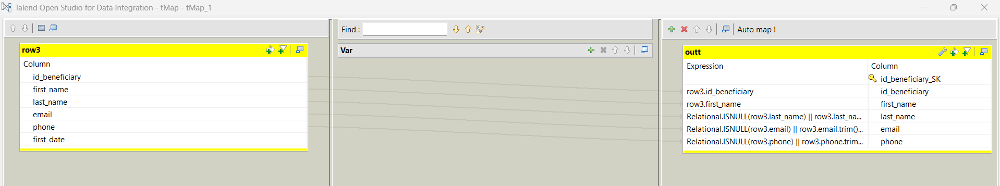 Talend Open Studio for Data Integration - tMap - tMap_1
Find :
Auto map !
row3
Column
id_beneficiary
first_name
last_name
email
phone
first_date
Var
outt
Expression Column
id_beneficiary_SK
row3.id_beneficiary id_beneficiary
row3.first_name first_name
Relational.ISNULL(row3.last_name) || row3.last_na... last_name
Relational.ISNULL(row3.email) || row3.email.trim()... email
Relational.ISNULL(row3.phone) || row3.phone.trim... phone